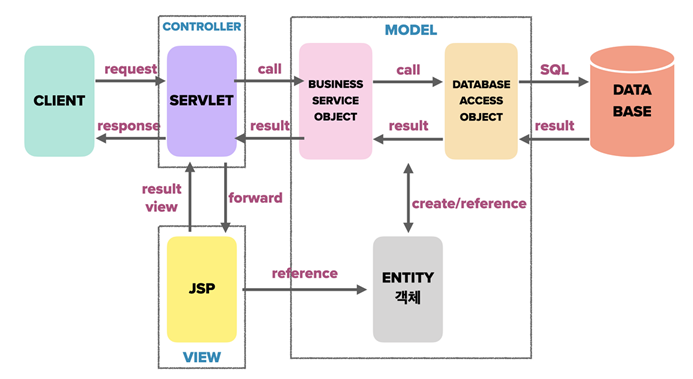 CONTROLLER
MODEL
request
call
call
SQL
CLIENT
SERVLET
BUSINESS
SERVICE
OBJECT
DATABASE
ACCESS
OBJECT
DATA
BASE
response
result
result
result
result
view
forward
create/reference
JSP
reference
ENTITY
객체
VIEW